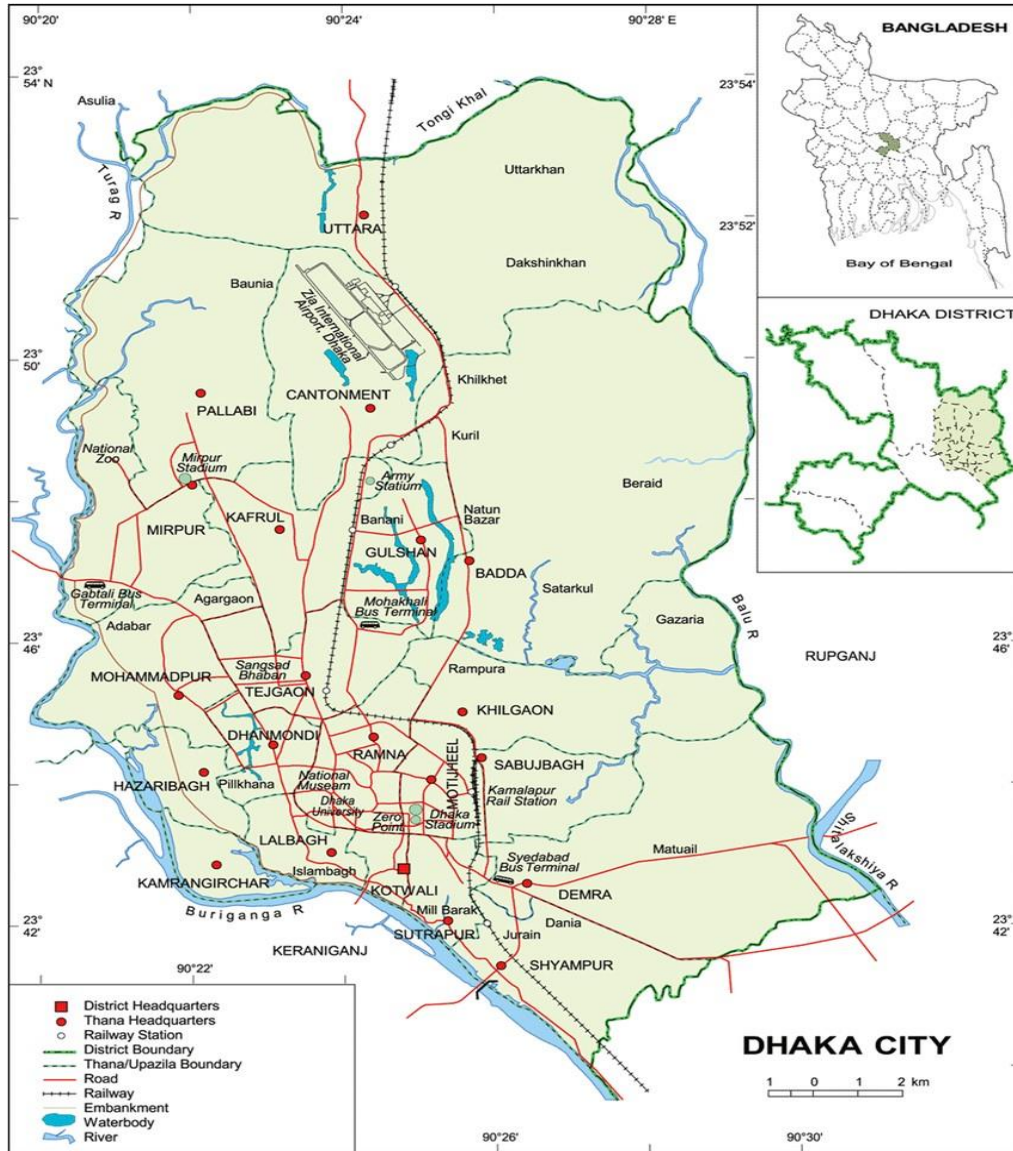 90°20'
90°24'
90°28' E
23°
54' N
23°54'
BANGLADESH
Asulia
Tongi Khal
Turag R
Uttarkhan
UTTARA
23°52'
Dakshinkhan
Bay of Bengal
Baunia
Zia International
Airport, Dhaka
DHAKA DISTRICT
23°
50'
Khilkhet
CANTONMENT
PALLABI
Kuril
National
Zoo
Mirpur
Stadium
Army
Statium
Beraid
Natun
Bazar
KAFRUL
Banani
MIRPUR
GULSHAN
BADDA
Gabtali Bus
Terminal
Agargaon
Mohakhali
Bus Terminal
Satarkul
Balu R
Gazaria
Adabar
23°
46'
23°
46'
RUPGANJ
Sangsad
Bhaban
Rampura
MOHAMMADPUR
TEJGAON
KHILGAON
DHANMONDI
RAMNA
MOTIJHEEL
SABUJBAGH
HAZARIBAGH
Pillkhana
National
Museam
Kamalapur
Rail Station
Dhaka
University
Zero
Point
Dhaka
Stadium
Shitalakshiya R
LALBAGH
Matuail
Islambagh
Syedabad
Bus Terminal
KAMRANGIRCHAR
KOTWALI
DEMRA
Buriganga R
Mill Barak
Dania
23°
42'
23°
42'
SUTRAPUR
Jurain
KERANIGANJ
SHYAMPUR
90°22'
District Headquarters
Thana Headquarters
Railway Station
District Boundary
Thana/Upazila Boundary
Road
Railway
Embankment
Waterbody
River
DHAKA CITY
1 0 1 2 km
90°26'
90°30'